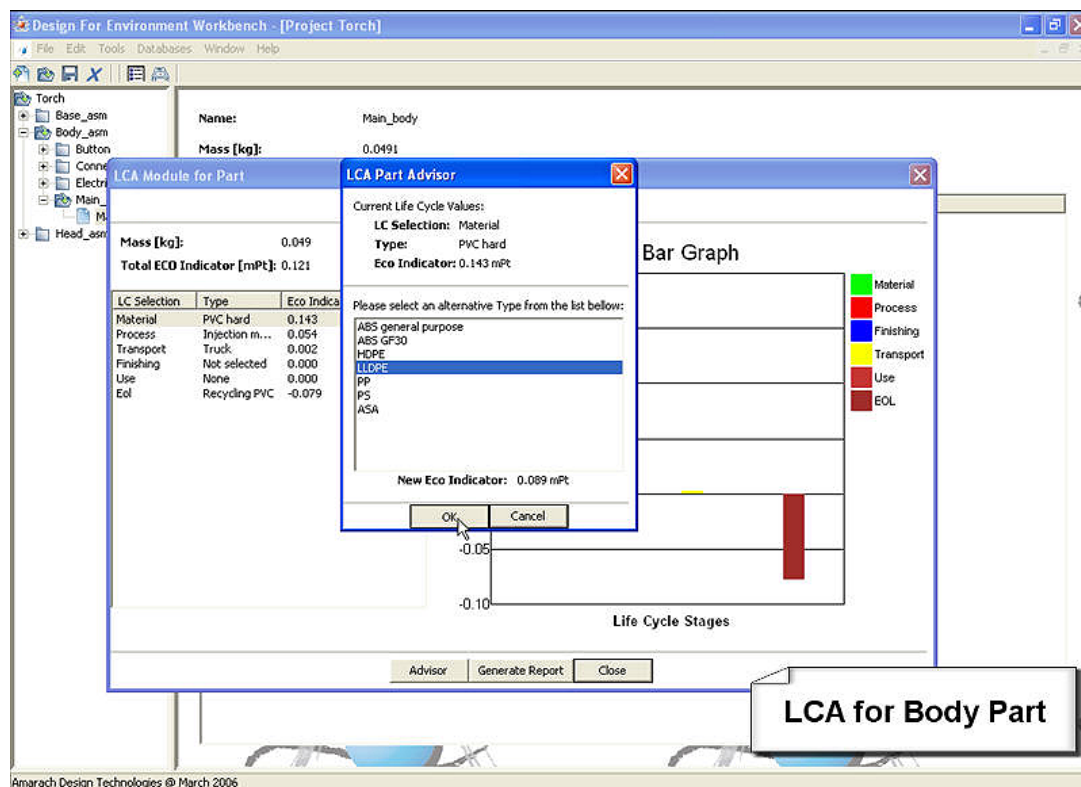 Design For Environment Workbench - [Project Torch]
File Edit Tools Databases Window Help
Torch
Base_asm
Body_asm
Button
Conne
Electri
Main_
M
Head_asm
Name: Main_body
Mass [kg]: 0.0491
LCA Module for Part
Mass [kg]: 0.049
Total ECO Indicator [mPt]: 0.121
LC Selection Type Eco Indica
Material PVC hard 0.143
Process Injection m... 0.054
Transport Truck 0.002
Finishing Not selected 0.000
Use None 0.000
Eol Recycling PVC -0.079
LCA Part Advisor
Current Life Cycle Values:
LC Selection: Material
Type: PVC hard
Eco Indicator: 0.143 mPt
Please select an alternative Type from the list bellow:
ABS general purpose
ABS GF30
HDPE
LLDPE
PP
PS
ASA
New Eco Indicator: 0.089 mPt
OK Cancel
Bar Graph
Material
Process
Finishing
Transport
Use
EOL
-0.05
-0.10
Life Cycle Stages
Advisor Generate Report Close
LCA for Body Part
Amarach Design Technologies @ March 2006